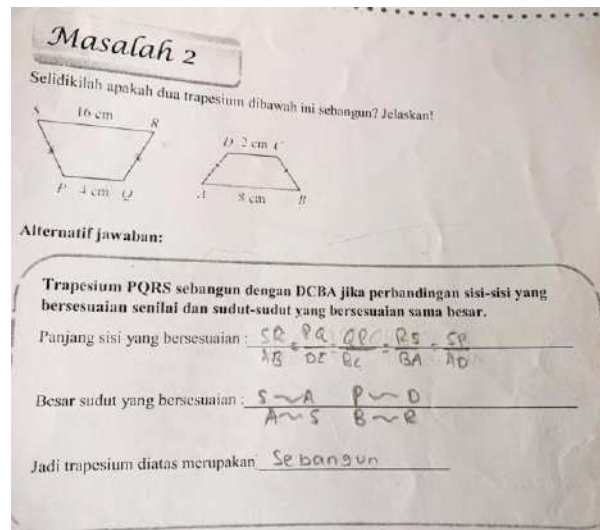 Masalah 2
Selidikilah apakah dua trapesium dibawah ini sebangun? Jelaskan!
S 16 cm R
D 2 cm C
P 4 cm Q
A 8 cm B
Alternatif jawaban:
Trapesium PQRS sebangun dengan DCBA jika perbandingan sisi-sisi yang
bersesuaian senilai dan sudut-sudut yang bersesuaian sama besar.
Panjang sisi yang bersesuaian : SR/AB = PQ/DC = QR/BC = RS/BA = SP/AD
Besar sudut yang bersesuaian : S ~ A P ~ D
A ~ S B ~ R
Jadi trapesium diatas merupakan Sebangun